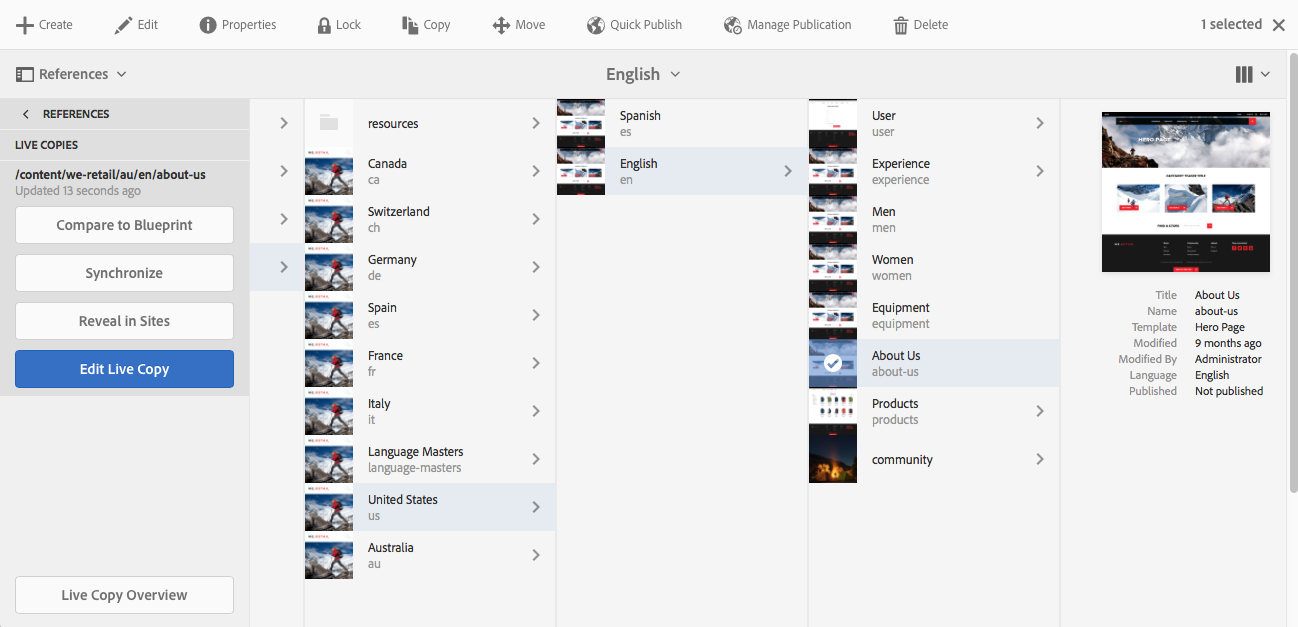 Create
Edit
Properties
Lock
Copy
Move
Quick Publish
Manage Publication
Delete
1 selected
References
English
REFERENCES
LIVE COPIES
/content/we-retail/au/en/about-us
Updated 13 seconds ago
Compare to Blueprint
Synchronize
Reveal in Sites
Edit Live Copy
Live Copy Overview
resources
Canada
ca
Switzerland
ch
Germany
de
Spain
es
France
fr
Italy
it
Language Masters
language-masters
United States
us
Australia
au
Spanish
es
English
en
User
user
Experience
experience
Men
men
Women
women
Equipment
equipment
About Us
about-us
Products
products
community
HERO PAGE
Title About Us
Name about-us
Template Hero Page
Modified 9 months ago
Modified By Administrator
Language English
Published Not published